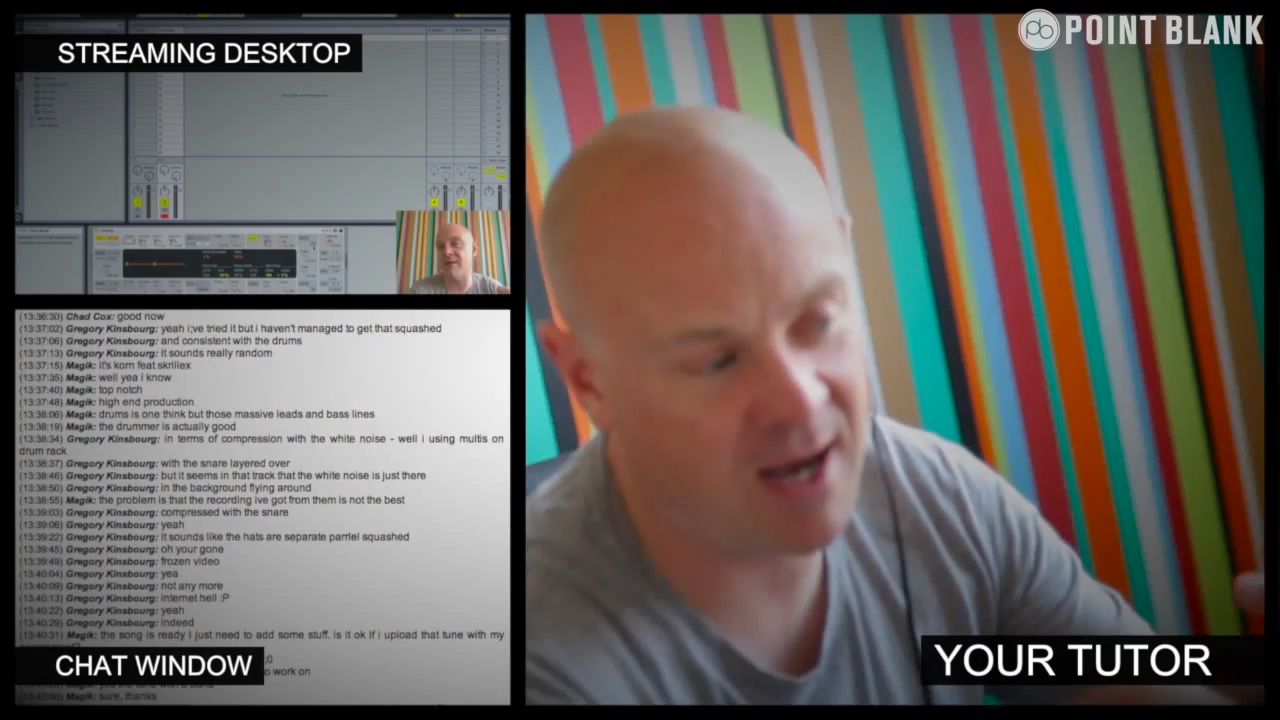 STREAMING DESKTOP
POINT BLANK
(13:36:30) Chad Cox: good now
(13:37:02) Gregory Kinsbourg: yeah i;ve tried it but i haven't managed to get that squashed
(13:37:06) Gregory Kinsbourg: and consistent with the drums
(13:37:13) Gregory Kinsbourg: it sounds really random
(13:37:15) Magik: it's korn feat skrillex
(13:37:35) Magik: well yea i know
(13:37:40) Magik: top notch
(13:37:48) Magik: high end production
(13:38:06) Magik: drums is one think but those massive leads and bass lines
(13:38:19) Magik: the drummer is actually good
(13:38:34) Gregory Kinsbourg: in terms of compression with the white noise - well i using multis on
drum rack
(13:38:37) Gregory Kinsbourg: with the snare layered over
(13:38:46) Gregory Kinsbourg: but it seems in that track that the white noise is just there
(13:38:50) Gregory Kinsbourg: in the background flying around
(13:38:55) Magik: the problem is that the recording ive got from them is not the best
(13:39:03) Gregory Kinsbourg: compressed with the snare
(13:39:06) Gregory Kinsbourg: yeah
(13:39:22) Gregory Kinsbourg: it sounds like the hats are separate parrlel squashed
(13:39:45) Gregory Kinsbourg: oh your gone
(13:39:49) Gregory Kinsbourg: frozen video
(13:40:04) Gregory Kinsbourg: yea
(13:40:09) Gregory Kinsbourg: not any more
(13:40:13) Gregory Kinsbourg: internet hell :P
(13:40:22) Gregory Kinsbourg: yeah
(13:40:29) Gregory Kinsbourg: indeed
(13:40:31) Magik: the song is ready i just need to add some stuff. Is it ok if i upload that tune with my
;0
work on
Magik: sure, thanks
CHAT WINDOW
YOUR TUTOR